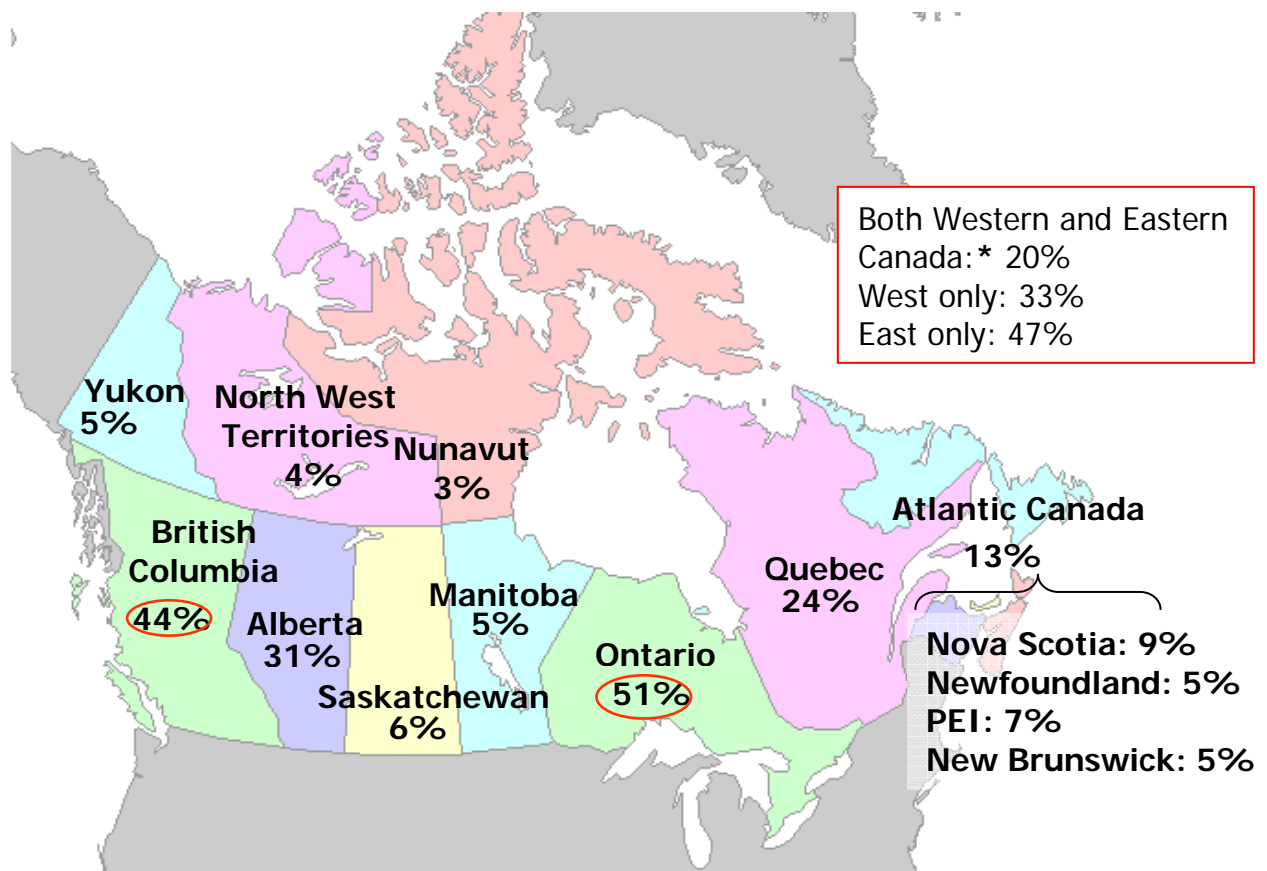 Both Western and Eastern
Canada:* 20%
West only: 33%
East only: 47%
Yukon
5%
North West
Territories
4%
Nunavut
3%
British
Columbia
44%
Alberta
31%
Saskatchewan
6%
Manitoba
5%
Ontario
51%
Quebec
24%
Atlantic Canada
13%
Nova Scotia: 9%
Newfoundland: 5%
PEI: 7%
New Brunswick: 5%